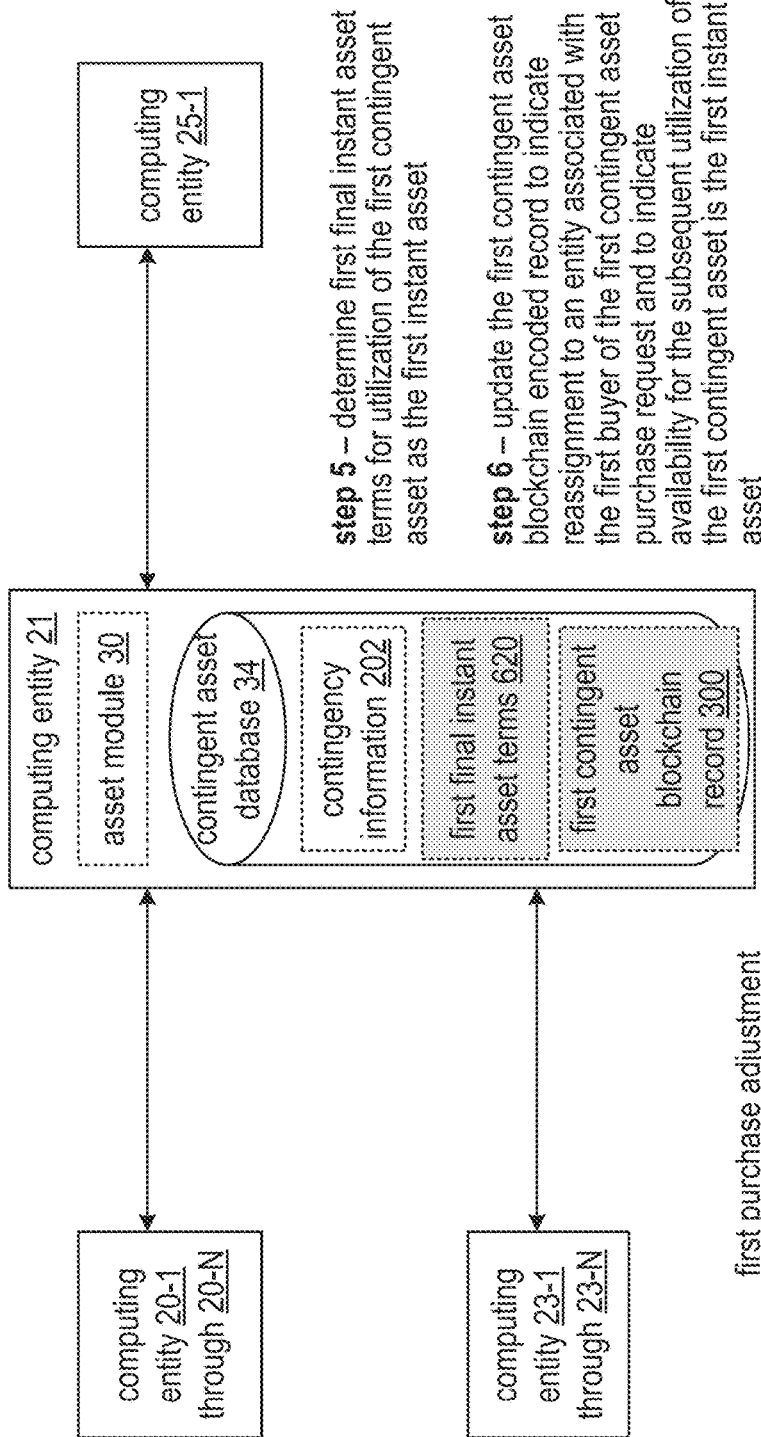 computing
entity 20-1
through 20-N
computing
entity 23-1
through 23-N
first purchase adjustment
computing entity 21
asset module 30
contingent asset
database 34
contingency
information 202
first final instant
asset terms 620
first contingent
asset
blockchain
record 300
computing
entity 25-1
step 5 – determine first final instant asset
terms for utilization of the first contingent
asset as the first instant asset
step 6 – update the first contingent asset
blockchain encoded record to indicate
reassignment to an entity associated with
the first buyer of the first contingent asset
purchase request and to indicate
availability for the subsequent utilization of
the first contingent asset is the first instant
asset